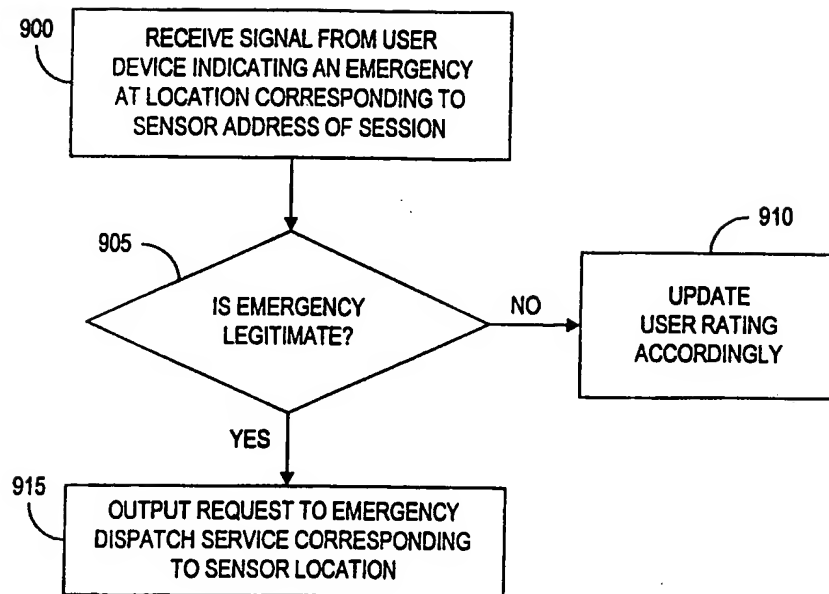 900
RECEIVE SIGNAL FROM USER
DEVICE INDICATING AN EMERGENCY
AT LOCATION CORRESPONDING TO
SENSOR ADDRESS OF SESSION
905
IS EMERGENCY
LEGITIMATE?
NO
910
UPDATE
USER RATING
ACCORDINGLY
YES
915
OUTPUT REQUEST TO EMERGENCY
DISPATCH SERVICE CORRESPONDING
TO SENSOR LOCATION